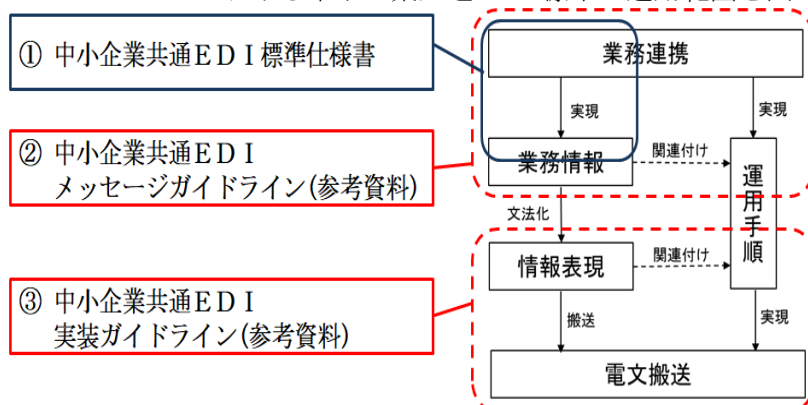 ① 中小企業共通ＥＤＩ標準仕様書
② 中小企業共通ＥＤＩ
メッセージガイドライン(参考資料)
③ 中小企業共通ＥＤＩ
実装ガイドライン(参考資料)
業務連携
実現
実現
業務情報
関連付け
運用手順
文法化
情報表現
関連付け
搬送
実現
電文搬送